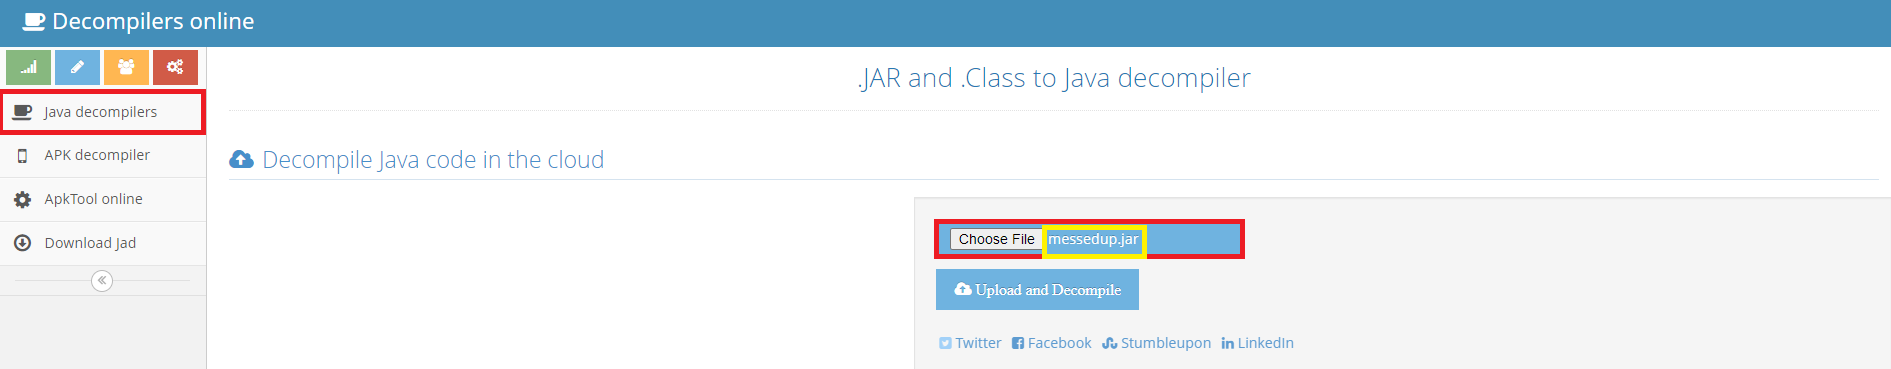 Decompilers online
Java decompilers
APK decompiler
ApkTool online
Download Jad
.JAR and .Class to Java decompiler
Decompile Java code in the cloud
Choose File messedup.jar
Upload and Decompile
Twitter Facebook Stumbleupon LinkedIn